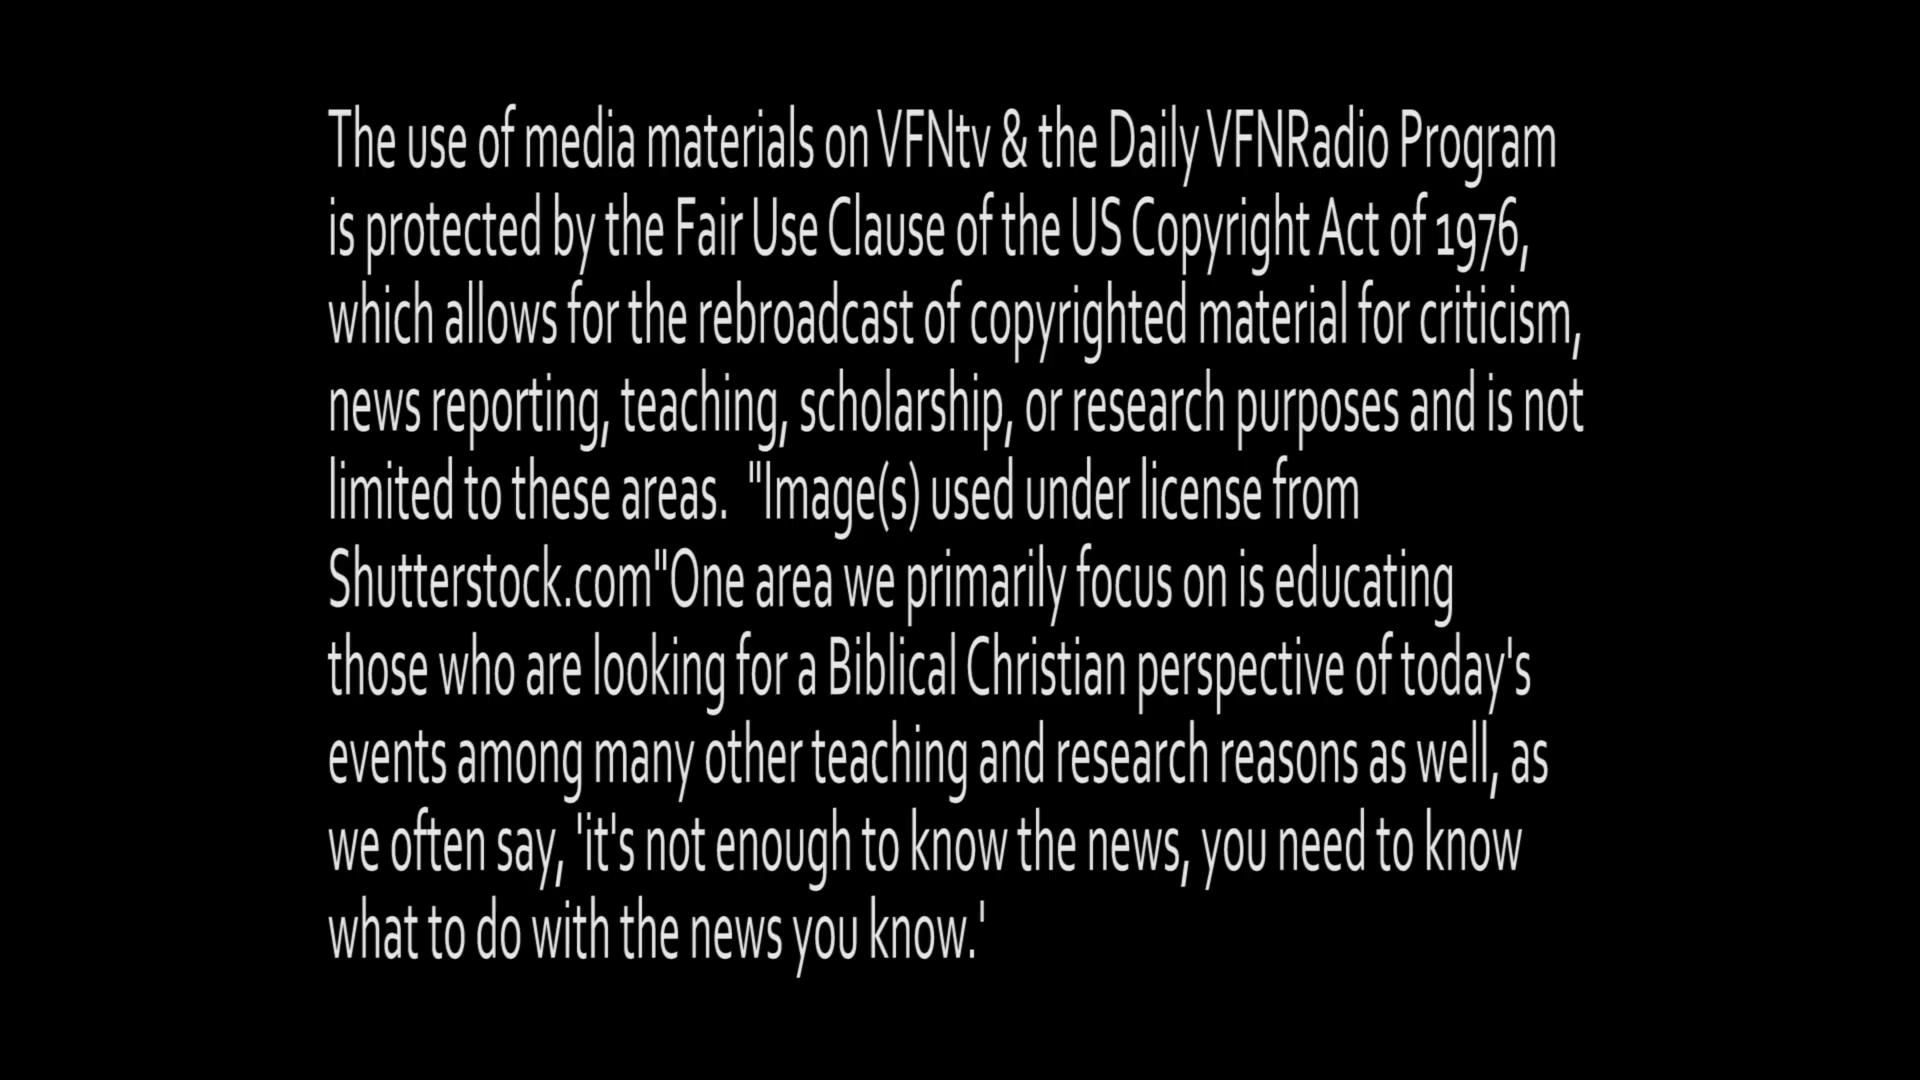 The use of media materials on VFNtv & the Daily VFNRadio Program
is protected by the Fair Use Clause of the US Copyright Act of 1976,
which allows for the rebroadcast of copyrighted material for criticism,
news reporting, teaching, scholarship, or research purposes and is not
limited to these areas.  "Image(s) used under license from
Shutterstock.com"One area we primarily focus on is educating
those who are looking for a Biblical Christian perspective of today's
events among many other teaching and research reasons as well, as
we often say, 'it's not enough to know the news, you need to know
what to do with the news you know.'